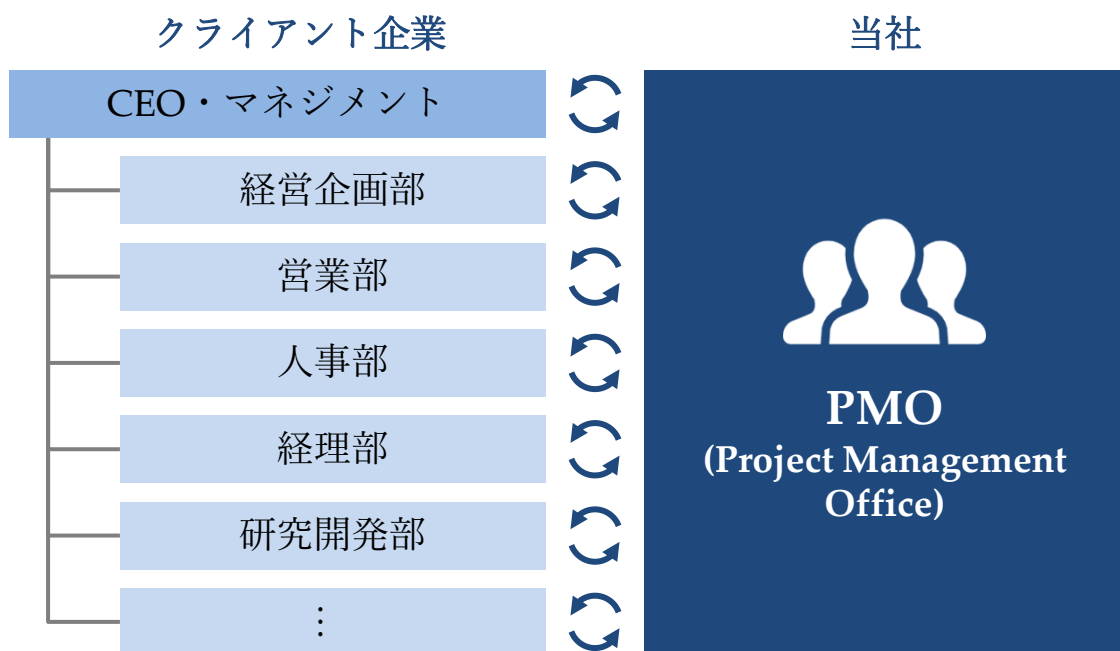 クライアント企業
当社
CEO・マネジメント
経営企画部
営業部
人事部
経理部
研究開発部
⋮
PMO
(Project Management
Office)